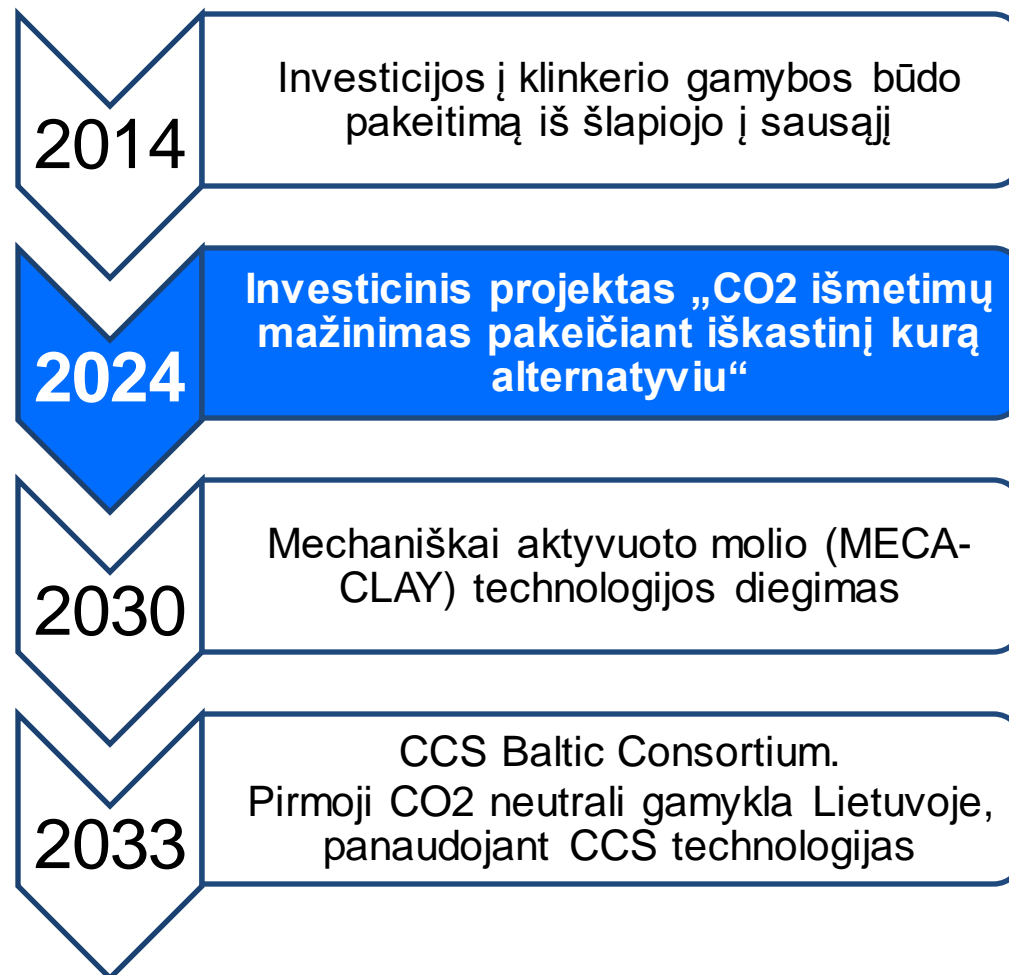 2014
Investicijos į klinkerio gamybos būdo
pakeitimą iš šlapiojo į sausąjį
2024
Investicinis projektas „CO2 išmetimų
mažinimas pakeičiant iškastinį kurą
alternatyviu“
2030
Mechaniškai aktyvuoto molio (MECA-
CLAY) technologijos diegimas
2033
CCS Baltic Consortium.
Pirmoji CO2 neutrali gamykla Lietuvoje,
panaudojant CCS technologijas